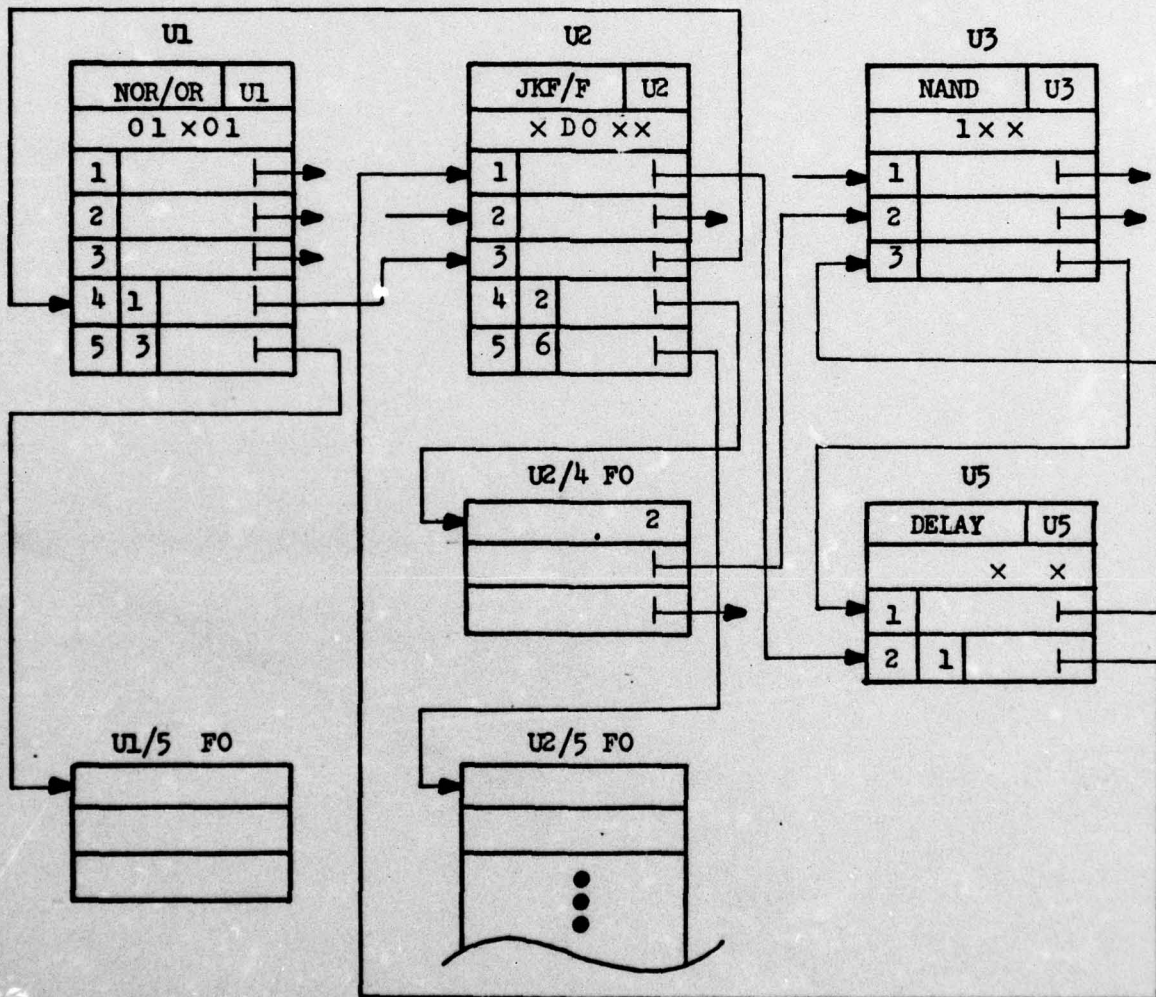 U1
U2
U3
NOR/OR U1
01×01
1
2
3
4 1
5 3
JKF/F U2
×D0××
1
2
3
4 2
5 6
NAND U3
1××
1
2
3
U2/4 FO
2
U5
DELAY U5
× ×
1
2 1
U1/5 FO
U2/5 FO